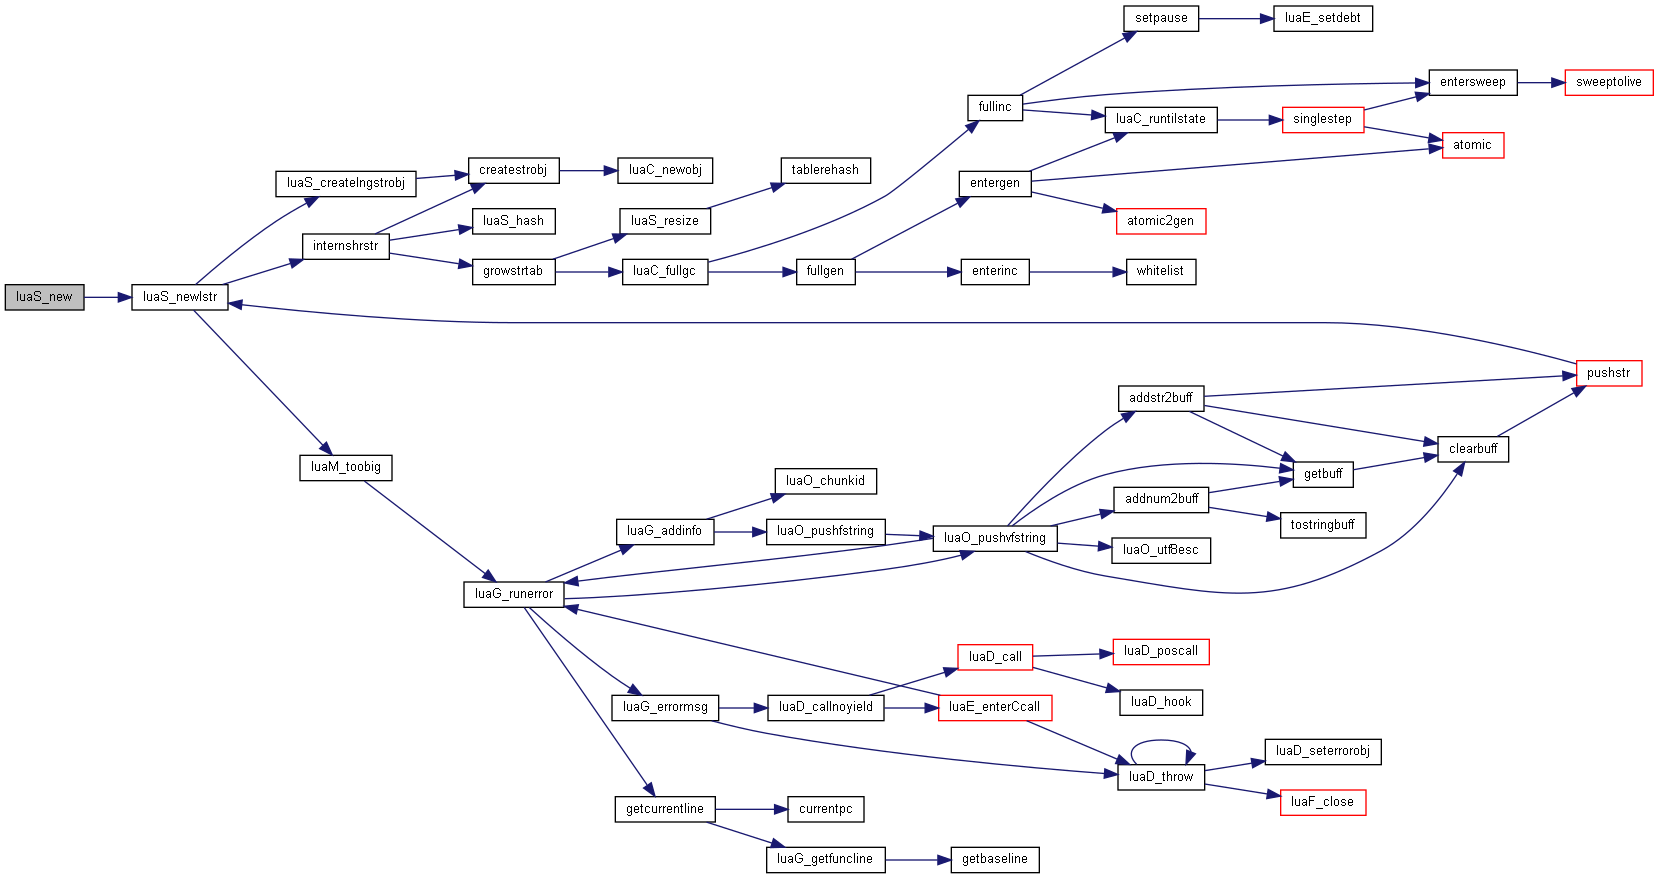 setpause
luaE_setdebt
entersweep
sweeptolive
fullinc
luaC_runtilstate
singlestep
atomic
luaS_createlngstrobj
createstrobj
luaC_newobj
tablerehash
entergen
atomic2gen
luaS_hash
luaS_resize
internshrstr
growstrtab
luaC_fullgc
fullgen
enterinc
whitelist
luaS_new
luaS_newlstr
pushstr
addstr2buff
clearbuff
luaM_toobig
luaO_chunkid
getbuff
addnum2buff
tostringbuff
luaG_addinfo
luaO_pushfstring
luaO_pushvfstring
luaO_utf8esc
luaG_runerror
luaD_call
luaD_poscall
luaD_hook
luaG_errormsg
luaD_callnoyield
luaE_enterCcall
luaD_seterrorobj
luaD_throw
luaF_close
getcurrentline
currentpc
luaG_getfuncline
getbaseline